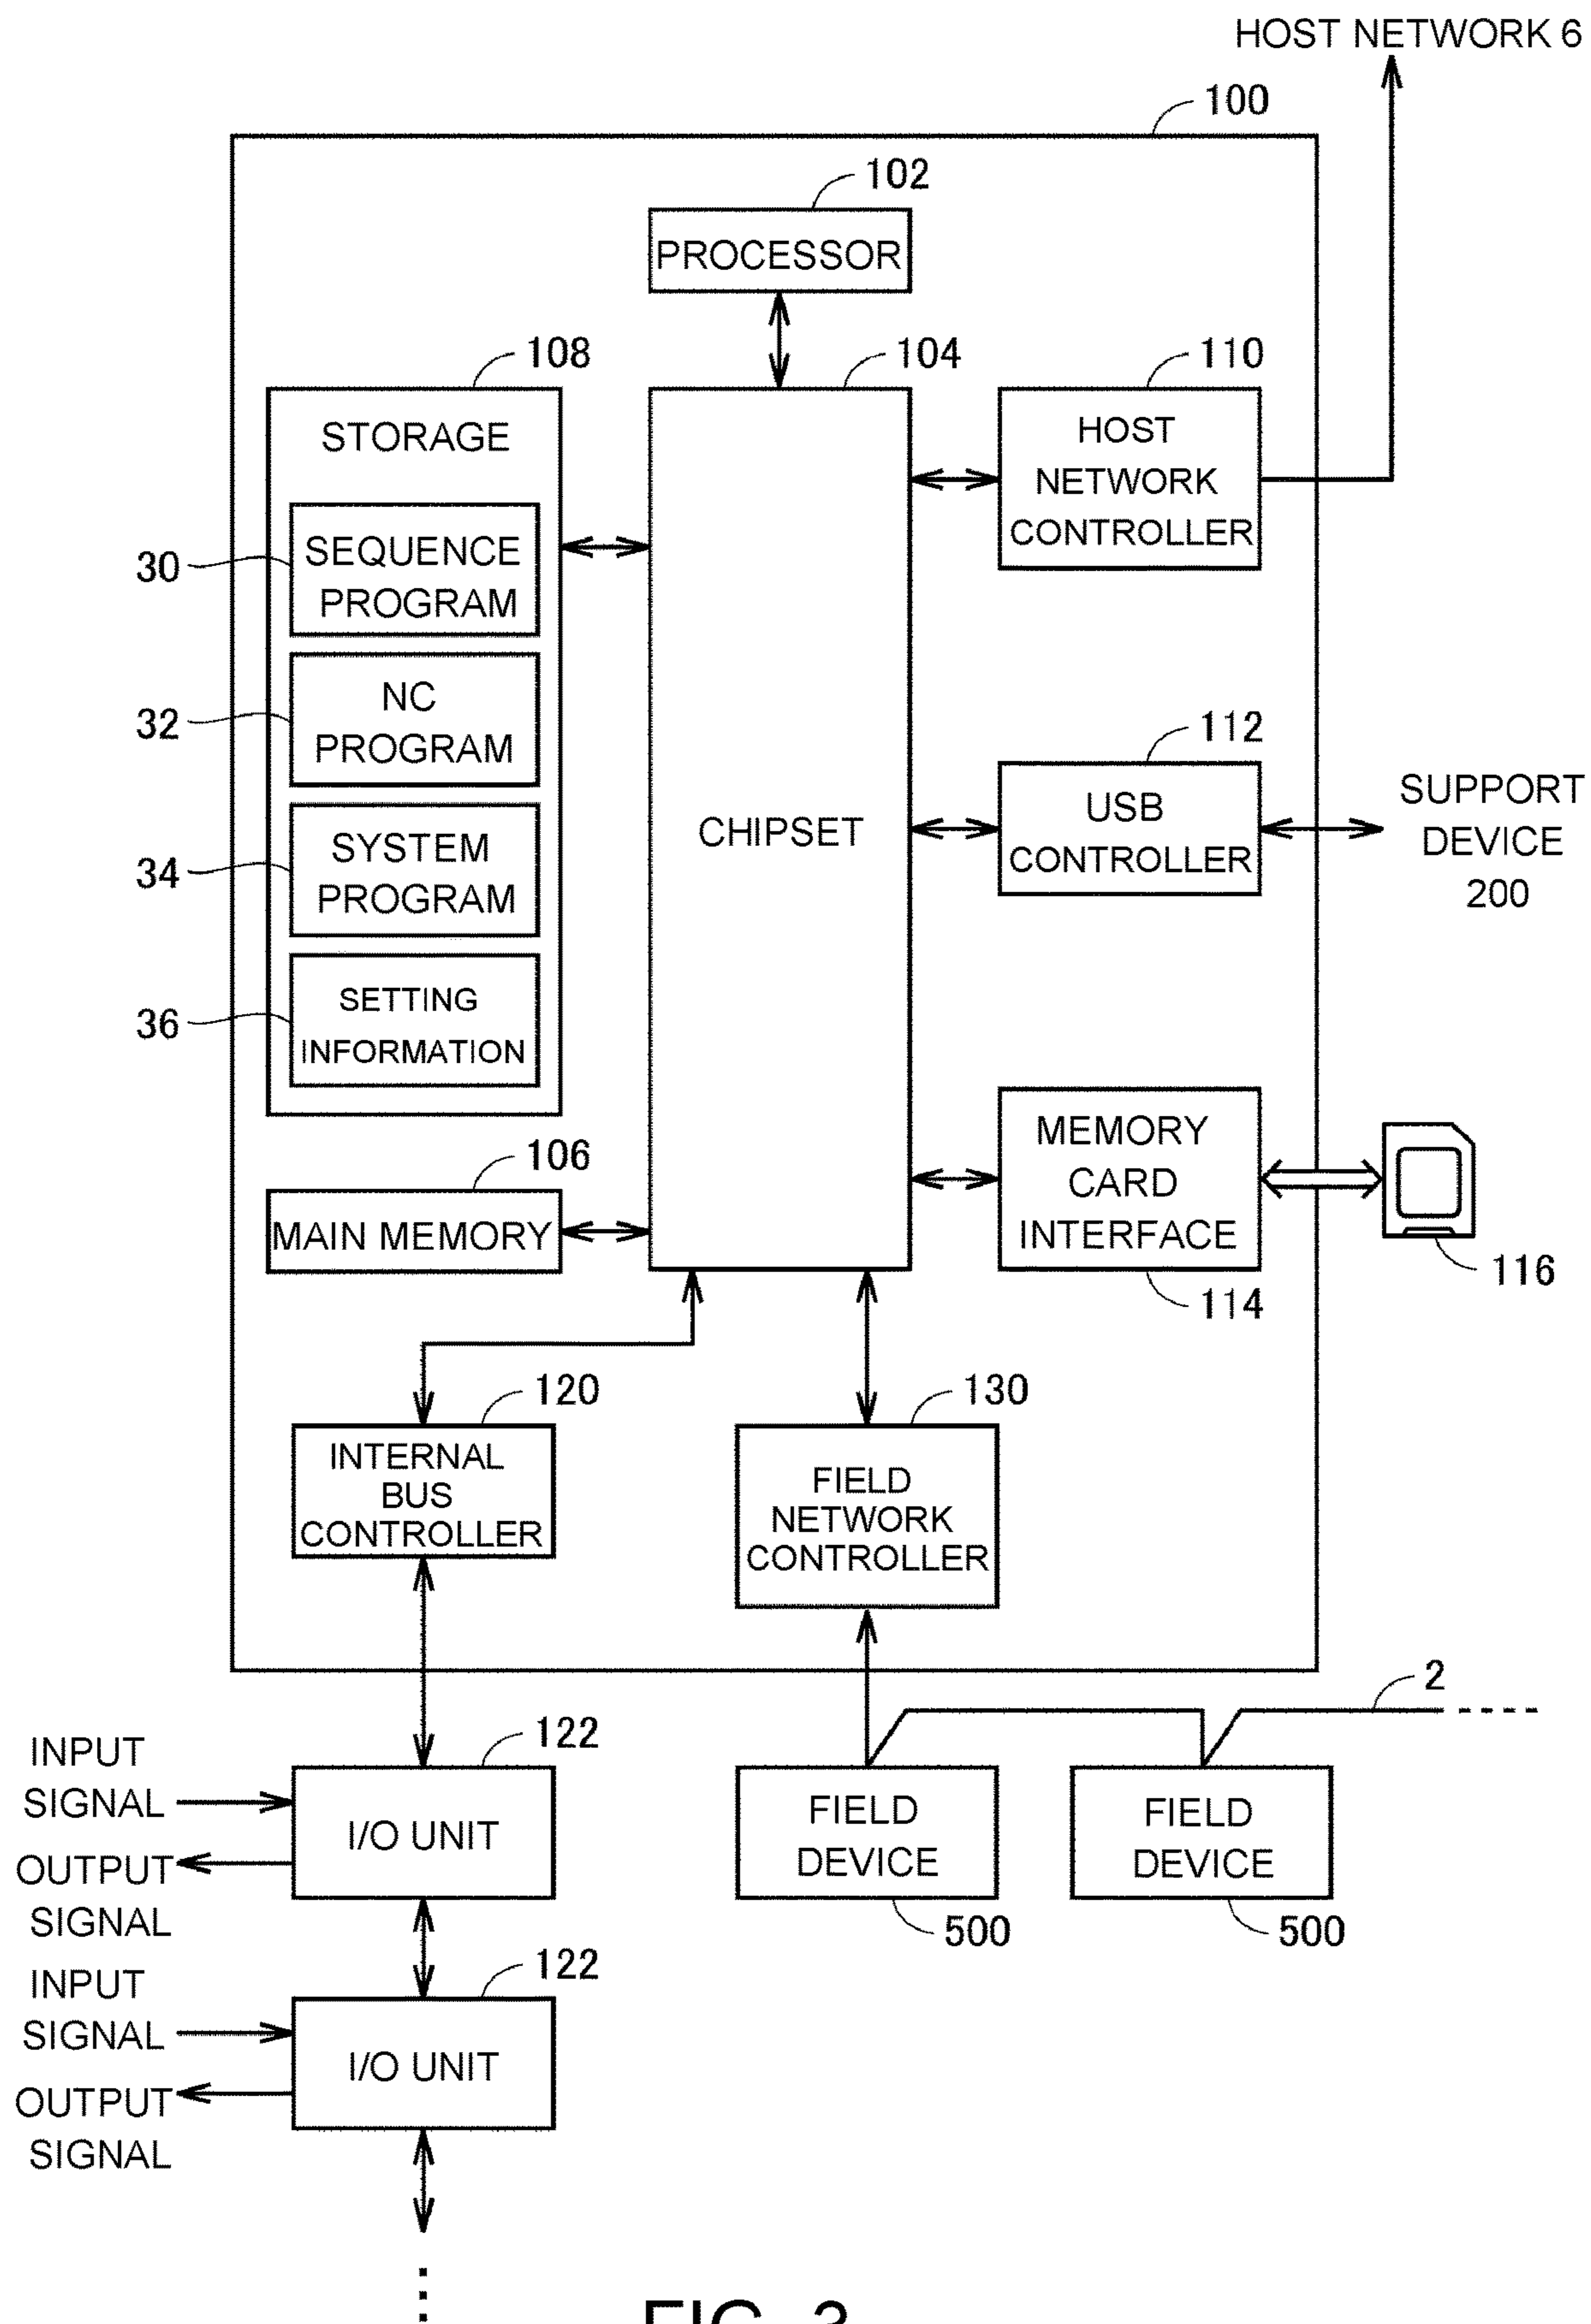 HOST NETWORK 6
100
102
PROCESSOR
108
104
110
STORAGE
HOST
NETWORK
CONTROLLER
30
SEQUENCE
PROGRAM
32
NC
PROGRAM
34
SYSTEM
PROGRAM
36
SETTING
INFORMATION
CHIPSET
112
USB
CONTROLLER
SUPPORT
DEVICE
200
MEMORY
CARD
INTERFACE
114
116
106
MAIN MEMORY
120
INTERNAL
BUS
CONTROLLER
130
FIELD
NETWORK
CONTROLLER
2
INPUT
SIGNAL
OUTPUT
SIGNAL
122
I/O UNIT
FIELD
DEVICE
500
FIELD
DEVICE
500
INPUT
SIGNAL
OUTPUT
SIGNAL
122
I/O UNIT
FIG. 3